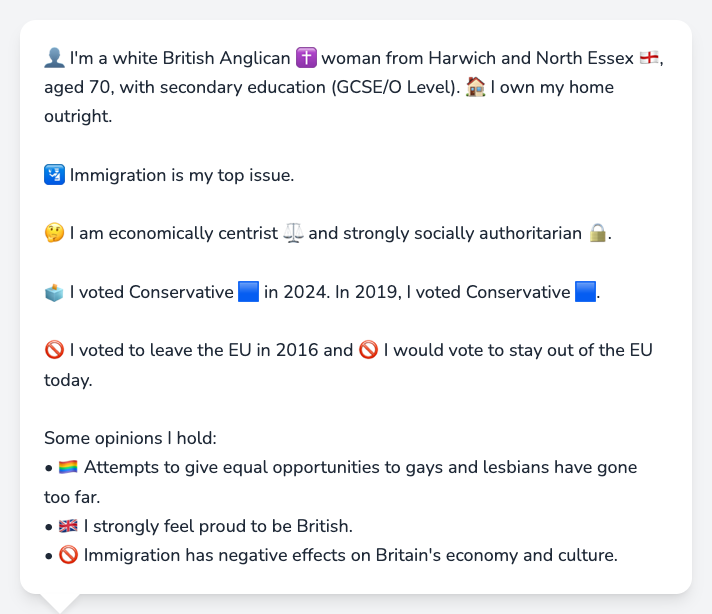 👤 I'm a white British Anglican ✝️ woman from Harwich and North Essex 🏴󠁧󠁢󠁥󠁮󠁧󠁿,
aged 70, with secondary education (GCSE/O Level). 🏠 I own my home
outright.
🛂 Immigration is my top issue.
🤔 I am economically centrist ⚖️ and strongly socially authoritarian 🔒.
🗳️ I voted Conservative 🟦 in 2024. In 2019, I voted Conservative 🟦.
🚫 I voted to leave the EU in 2016 and 🚫 I would vote to stay out of the EU
today.
Some opinions I hold:
• 🏳️‍🌈 Attempts to give equal opportunities to gays and lesbians have gone
too far.
• 🇬🇧 I strongly feel proud to be British.
• 🚫 Immigration has negative effects on Britain's economy and culture.